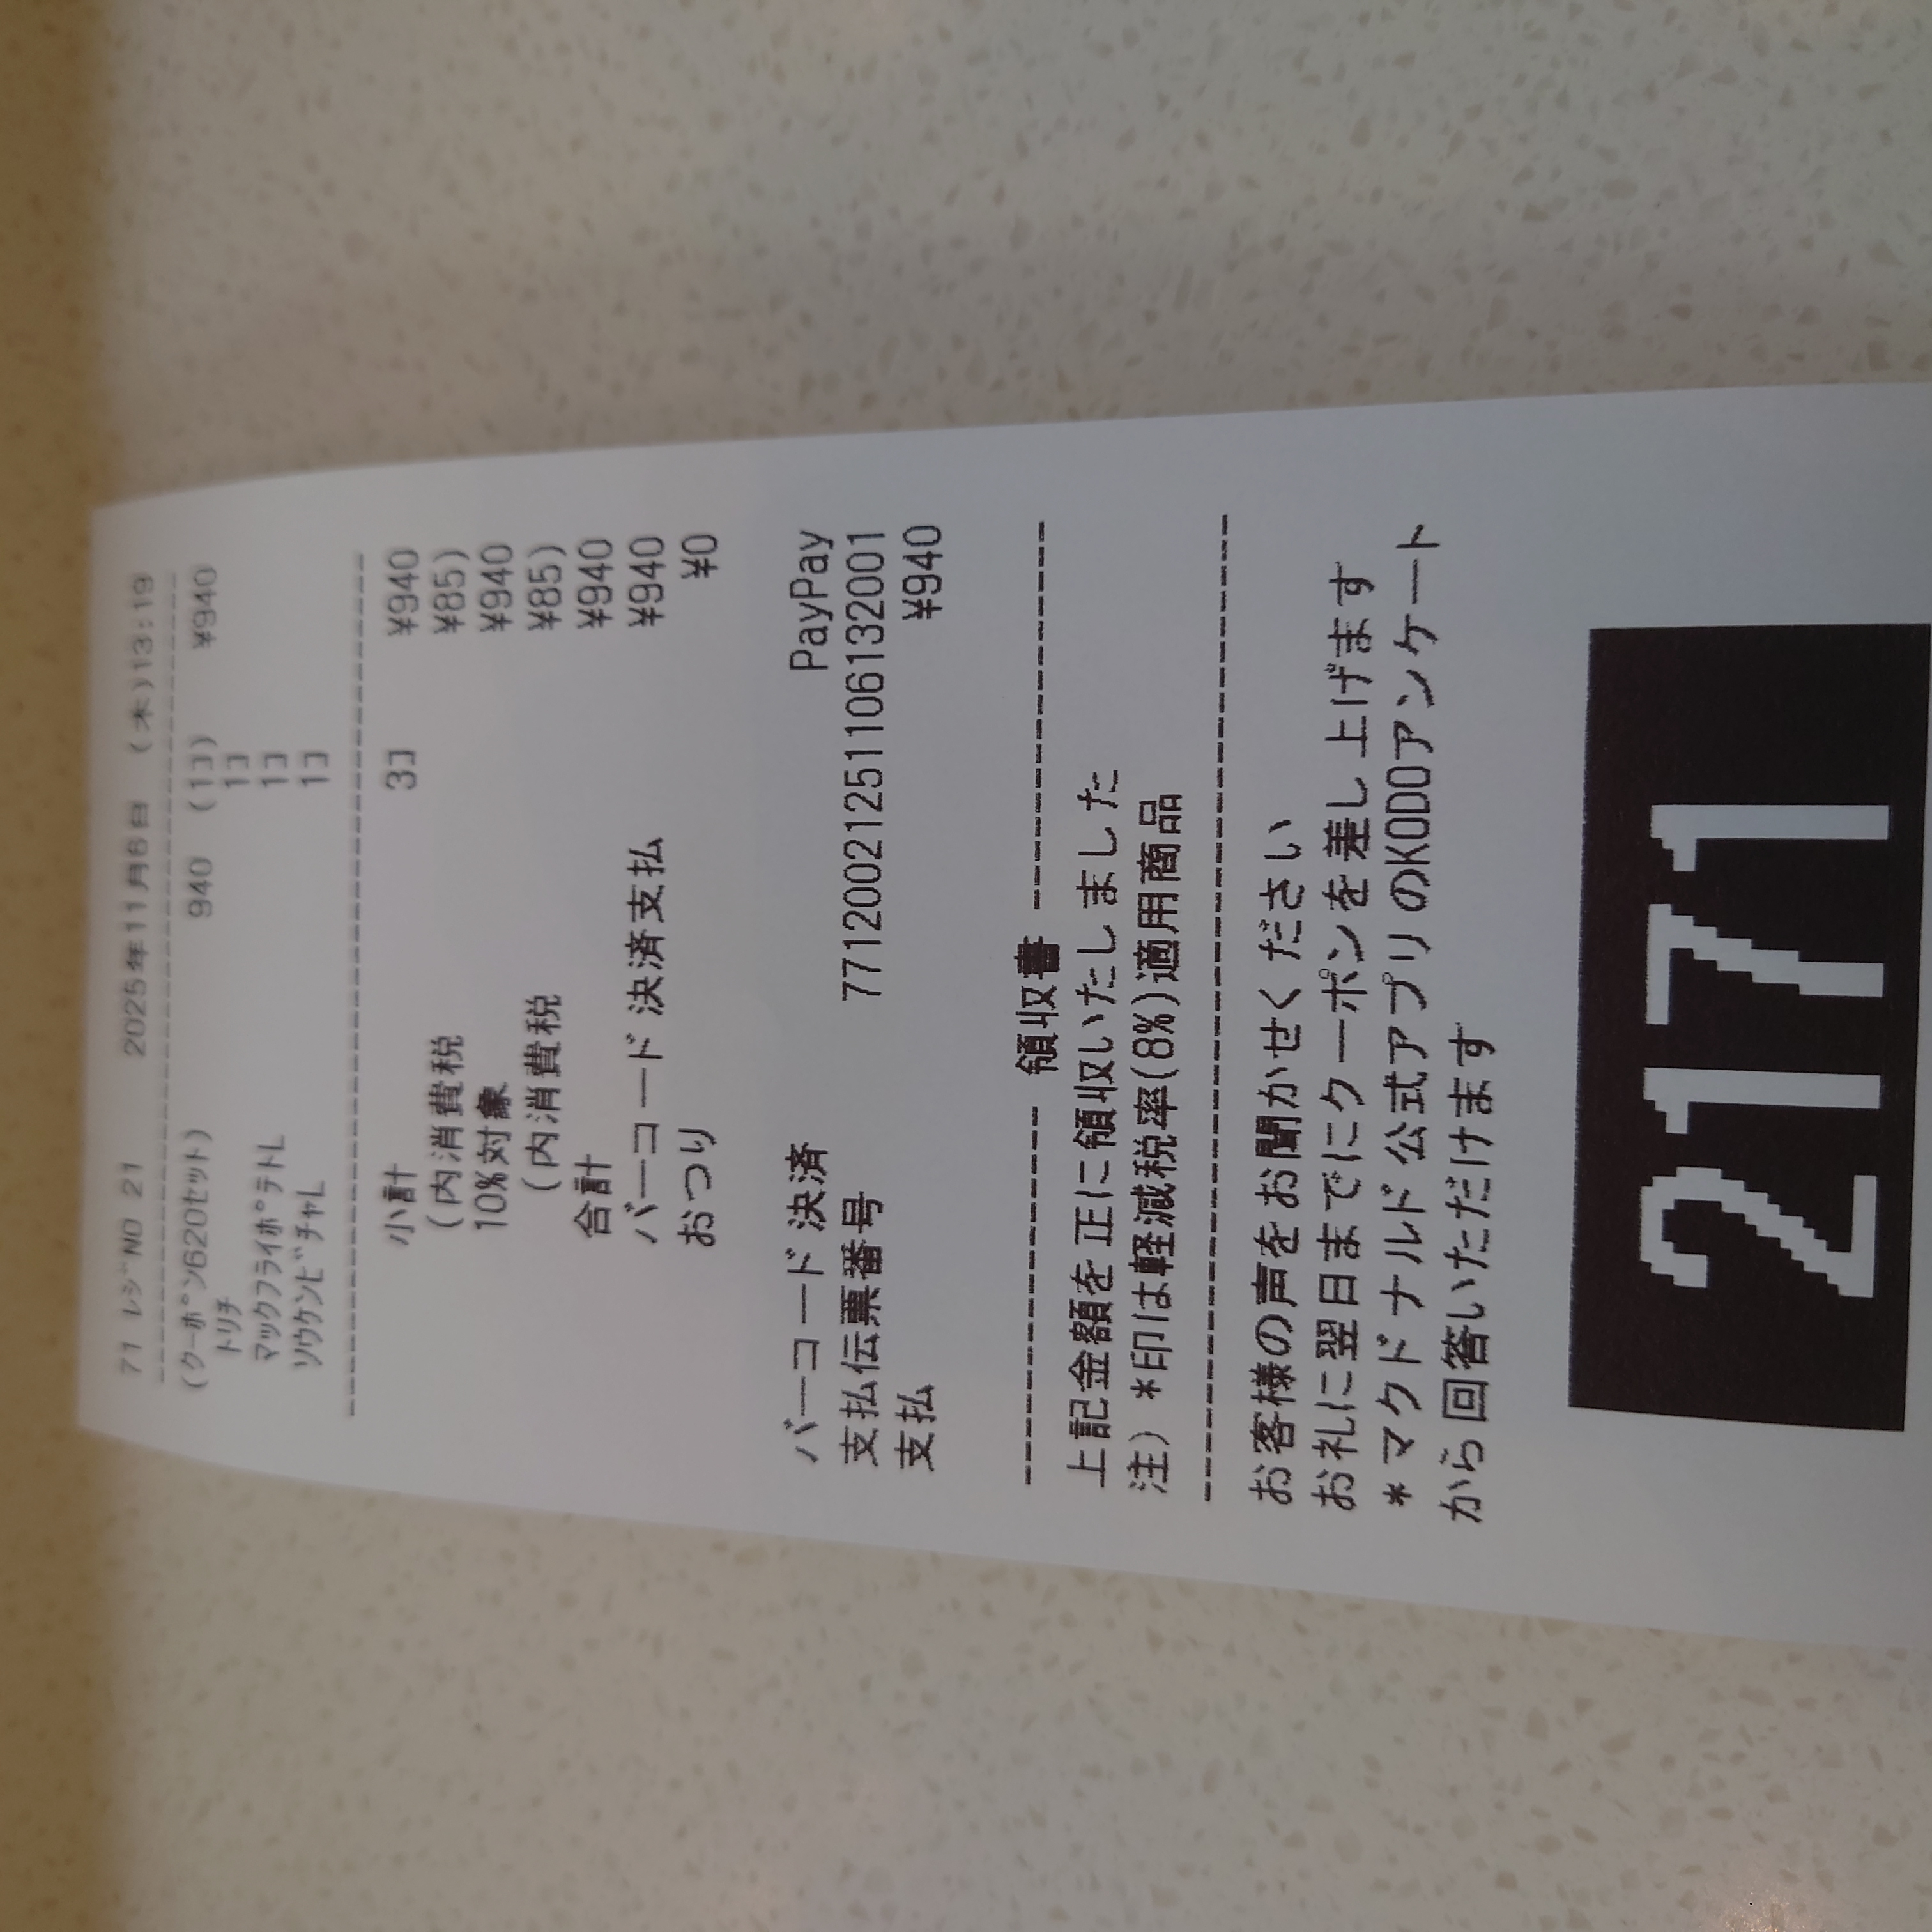 71 ﾚｼﾞNO 21 2025年11月6日 (木)13:19
(ｸｰﾎﾟﾝ620ｾｯﾄ) 940 (1ｺ) ¥940
ﾄﾘﾁ 1ｺ
ﾏｯｸﾌﾗｲﾎﾟﾃﾄL 1ｺ
ｿｳｹﾝﾋﾞﾁｬL 1ｺ
小計 3コ ¥940
(内消費税 ¥85)
10%対象 ¥940
(内消費税 ¥85)
合計 ¥940
バーコード決済支払 ¥940
おつり ¥0
バーコード決済 PayPay
支払伝票番号 77120021251106132001
支払 ¥940
領収書
上記金額を正に領収いたしました
注) *印は軽減税率(8%)適用商品
お客様の声をお聞かせください
お礼に翌日までにクーポンを差し上げます
*マクドナルド公式アプリのKODOアンケート
から回答いただけます
2171